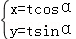 x=tcosα
y=tsinα